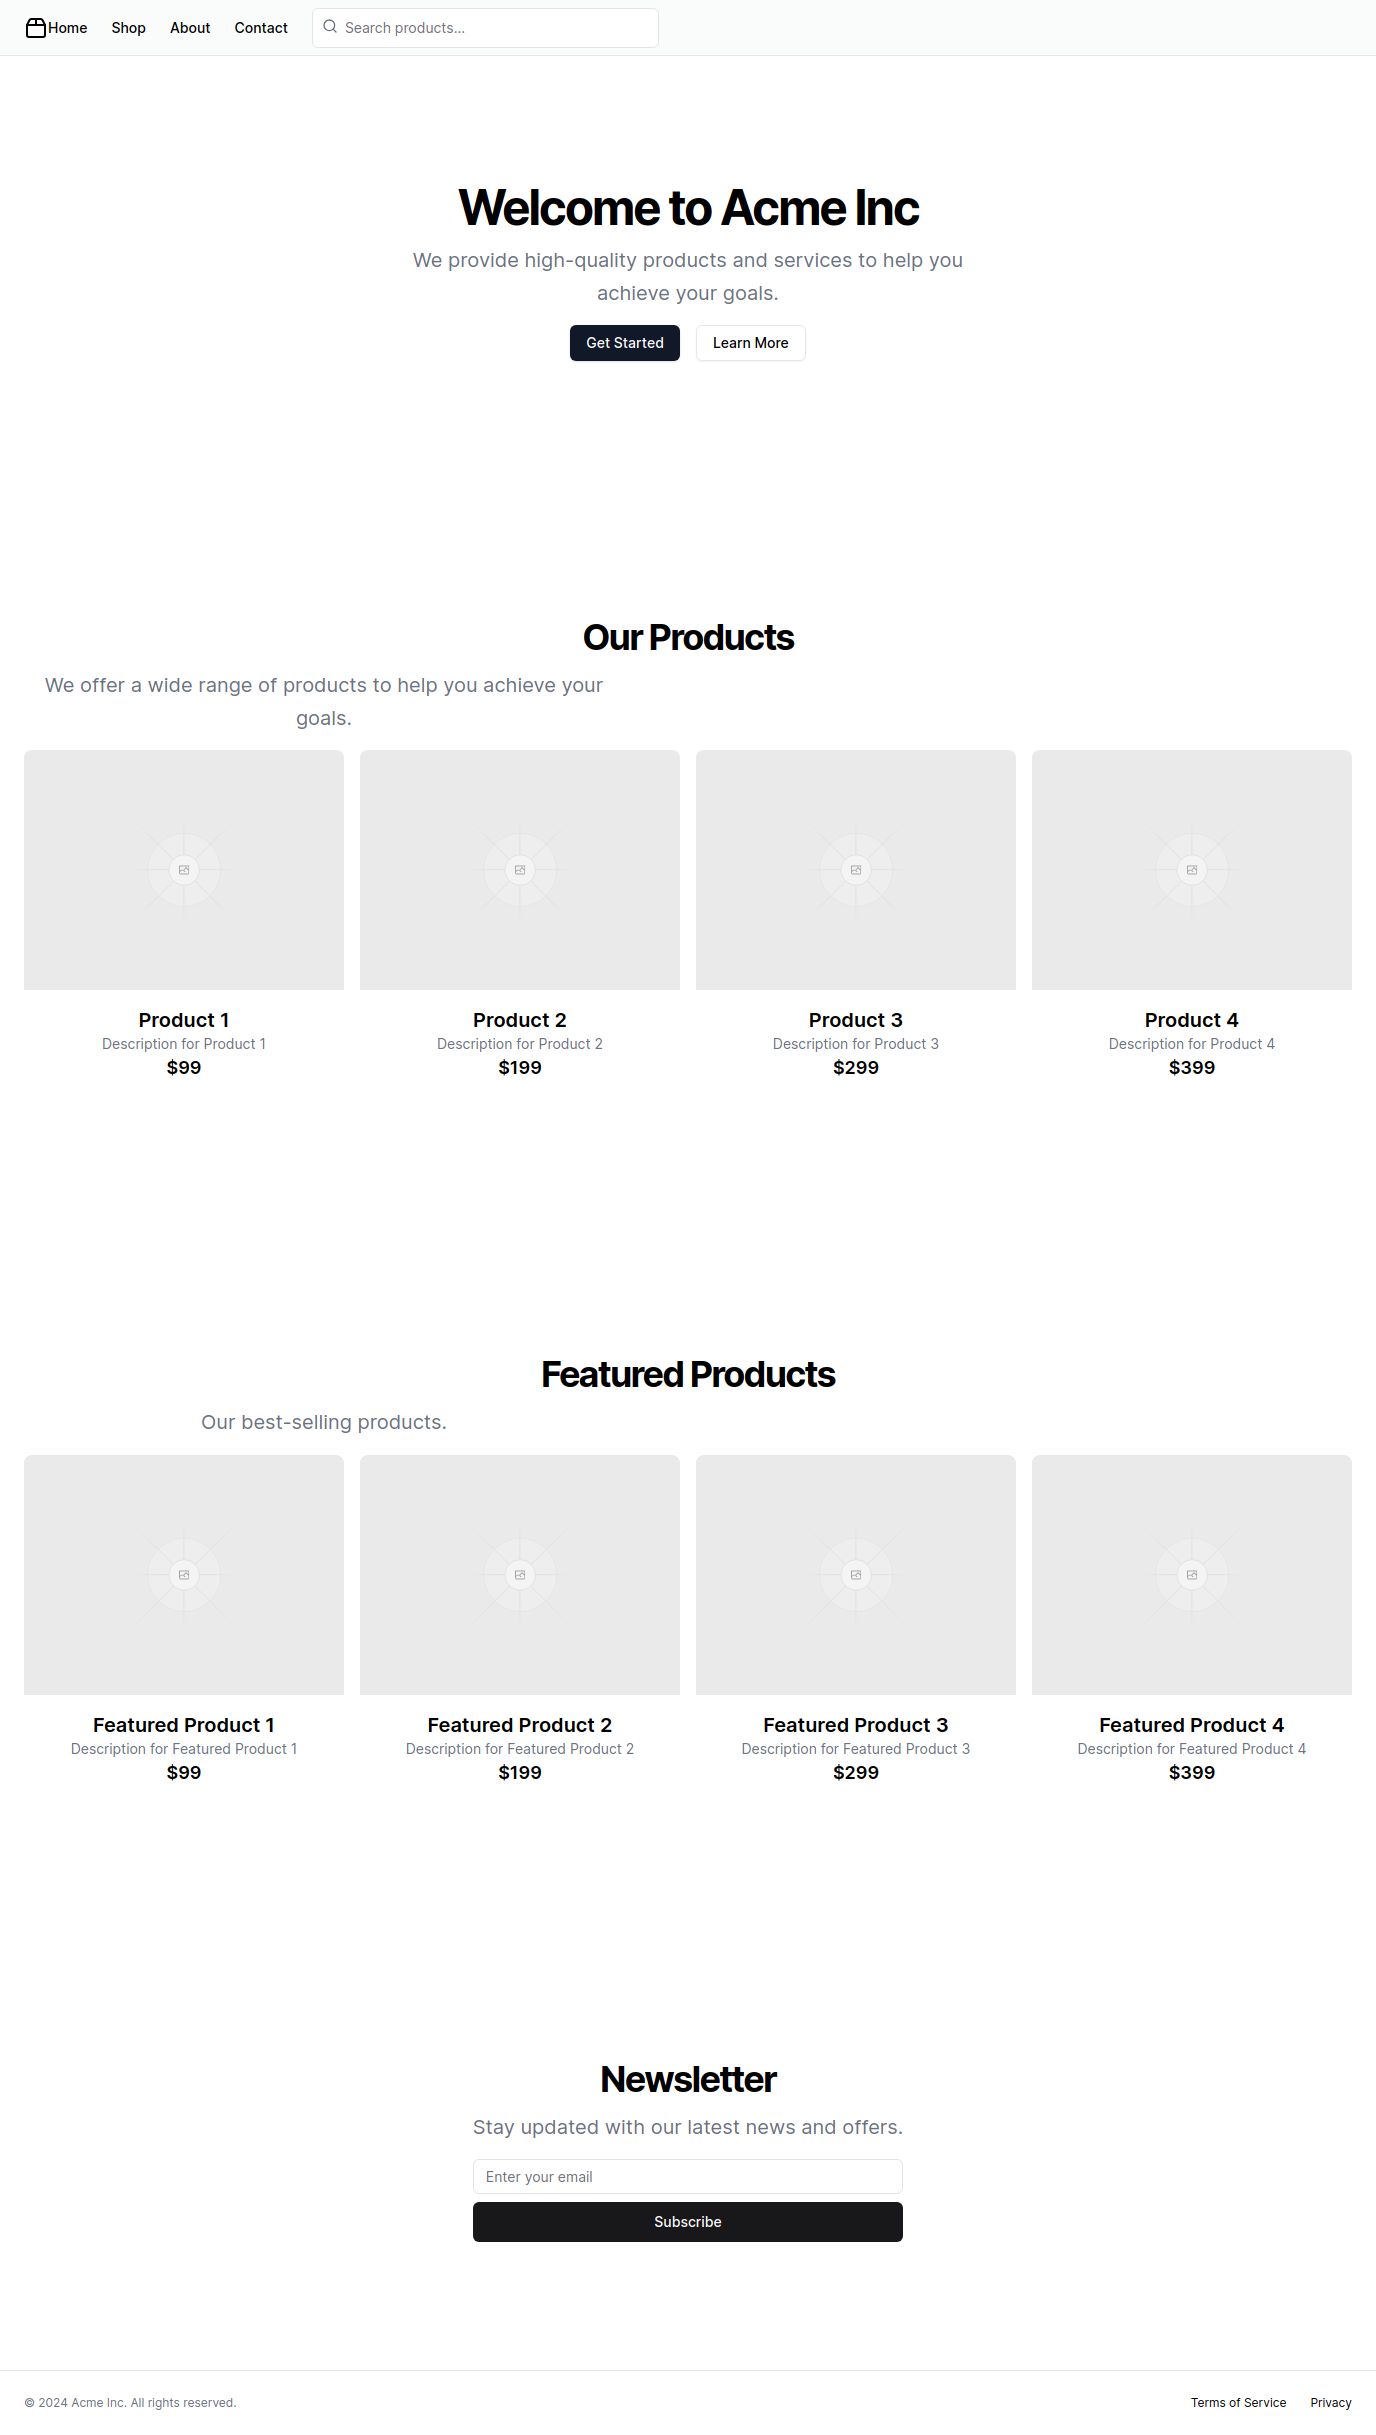 Home Shop About Contact Search products...
Welcome to Acme Inc
We provide high-quality products and services to help you
achieve your goals.
Get Started Learn More
Our Products
We offer a wide range of products to help you achieve your
goals.
Product 1 Product 2 Product 3 Product 4
Description for Product 1 Description for Product 2 Description for Product 3 Description for Product 4
$99 $199 $299 $399
Featured Products
Our best-selling products.
Featured Product 1 Featured Product 2 Featured Product 3 Featured Product 4
Description for Featured Product 1 Description for Featured Product 2 Description for Featured Product 3 Description for Featured Product 4
$99 $199 $299 $399
Newsletter
Stay updated with our latest news and offers.
Enter your email
Subscribe
© 2024 Acme Inc. All rights reserved. Terms of Service Privacy